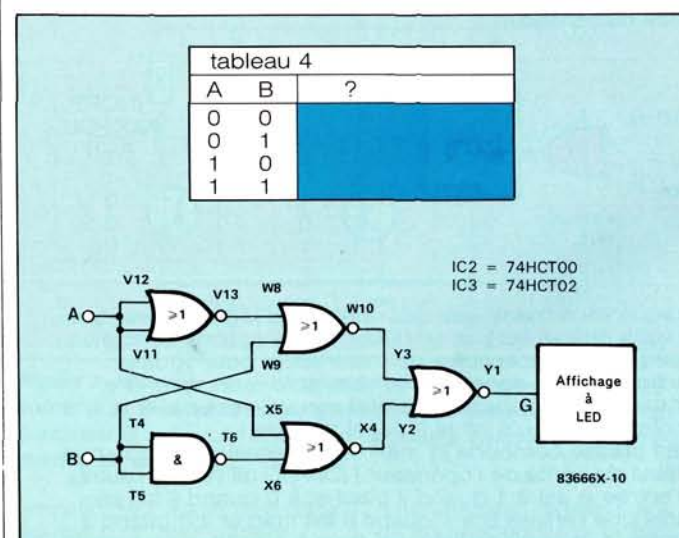 tableau 4
A B ?
0 0
0 1
1 0
1 1
IC2 = 74HCT00
IC3 = 74HCT02
V12
V13
W8
A
≥1
≥1
W10
V11
W9
Y3
Y1
≥1
G
Affichage
à
LED
T4
X5
T6
X4
Y2
B
&
≥1
T5
X6
83666X-10